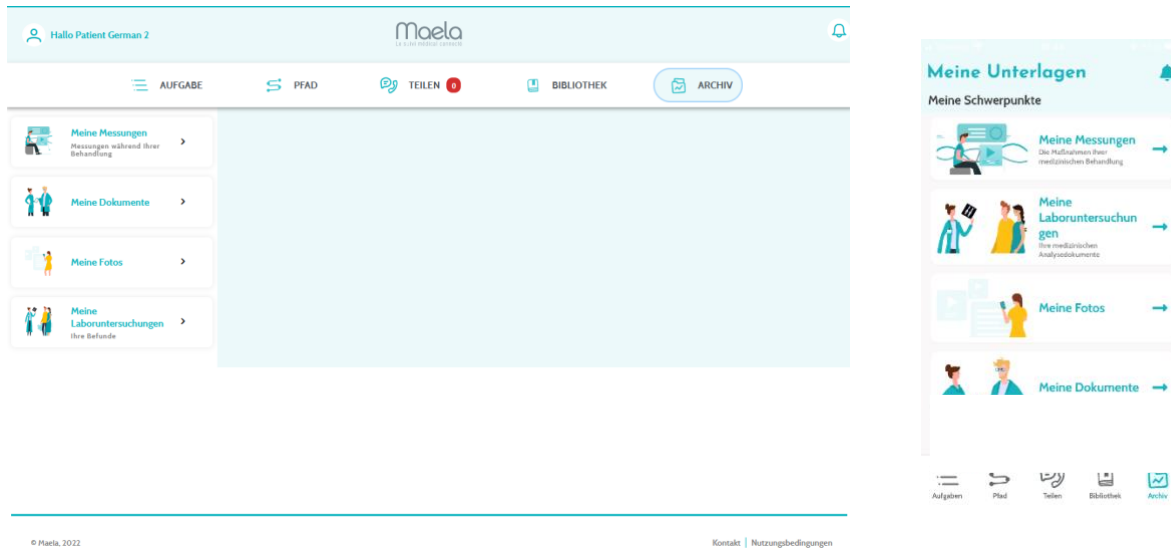 Hallo Patient German 2
Maela
AUFGABE
PFAD
TEILEN 0
BIBLIOTHEK
ARCHIV
Meine Messungen
Messungen während Ihrer
Behandlung
Meine Dokumente
Meine Fotos
Meine
Laboruntersuchungen
Ihre Befunde
© Maela, 2022
Kontakt | Nutzungsbedingungen
Meine Unterlagen
Meine Schwerpunkte
Meine Messungen
Die Maßnahmen Ihrer
medizinischen Behandlung
Meine
Laboruntersuchun
gen
Ihre medizinischen
Analysedokumente
Meine Fotos
Meine Dokumente
Aufgaben
Pfad
Teilen
Bibliothek
Archiv